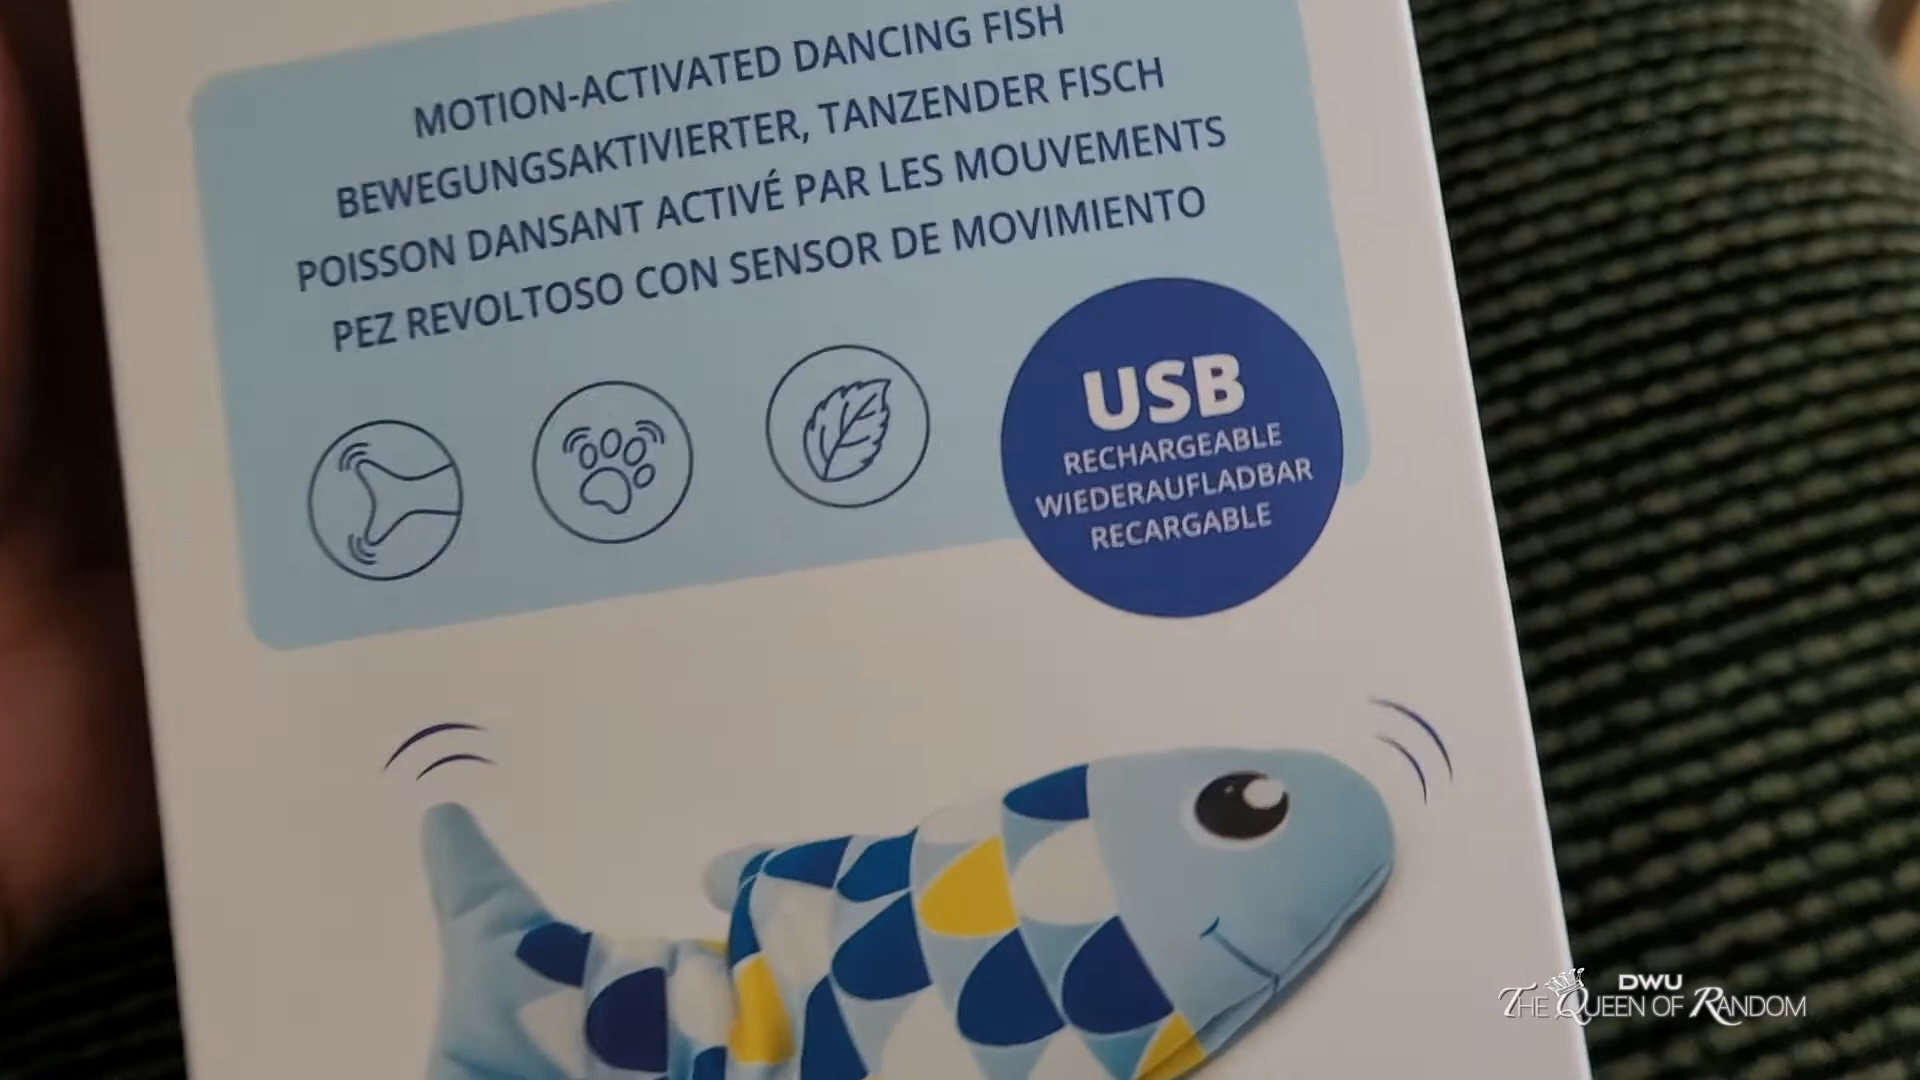 MOTION-ACTIVATED DANCING FISH
BEWEGUNGSAKTIVIERTER, TANZENDER FISCH
POISSON DANSANT ACTIVÉ PAR LES MOUVEMENTS
PEZ REVOLTOSO CON SENSOR DE MOVIMIENTO
USB
RECHARGEABLE
WIEDERAUFLADBAR
RECARGABLE
DWU
THE QUEEN OF RANDOM